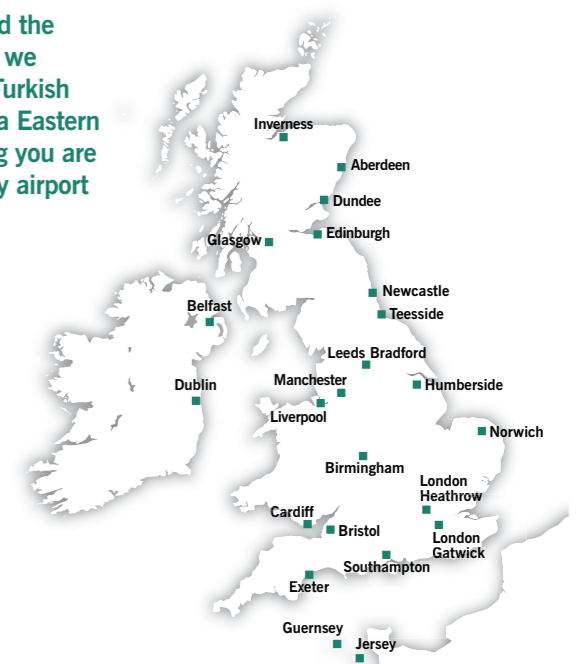 d the
we
Turkish
a Eastern
g you are
y airport
Inverness
Aberdeen
Dundee
Edinburgh
Glasgow
Newcastle
Belfast
Teesside
Leeds Bradford
Manchester
Dublin
Humberside
Liverpool
Norwich
Birmingham
London
Heathrow
Cardiff
Bristol
London
Gatwick
Southampton
Exeter
Guernsey
Jersey